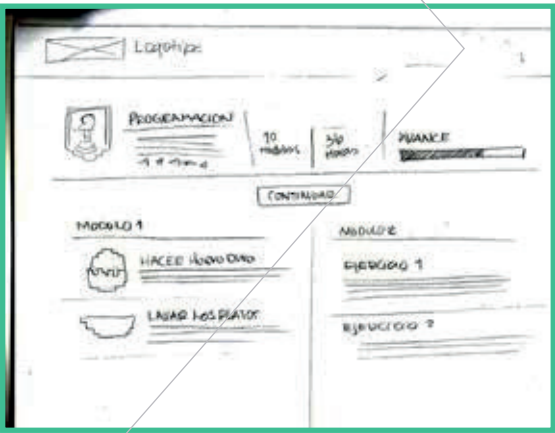 Logotipo
PROGRAMACION
10
MODULOS
36
HORAS
AVANCE
CONTINUAR
MODULO 1
MODULO 2
HACER HUEVO DURO
EJERCICIO 1
LAVAR LOS PLATOS
EJERCICIO 2